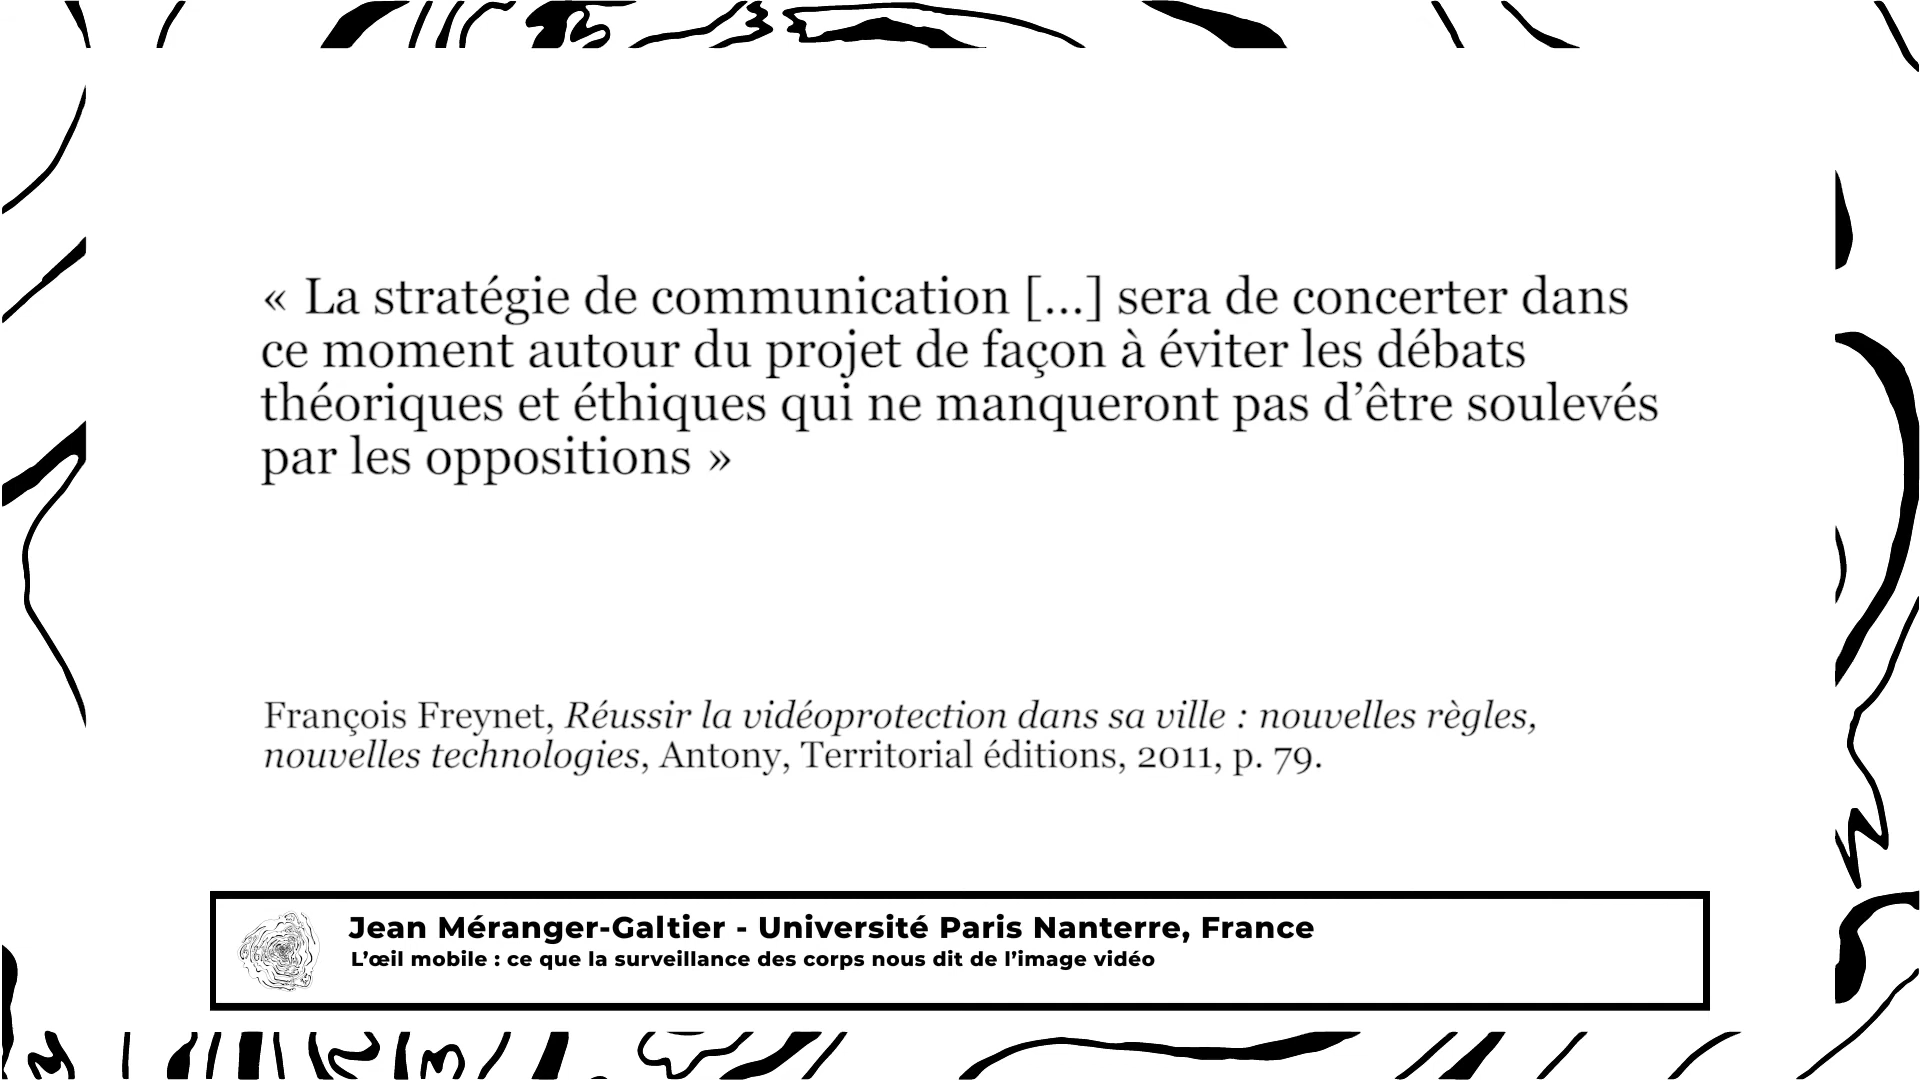 « La stratégie de communication [...] sera de concerter dans
ce moment autour du projet de façon à éviter les débats
théoriques et éthiques qui ne manqueront pas d’être soulevés
par les oppositions »
François Freynet, Réussir la vidéoprotection dans sa ville : nouvelles règles,
nouvelles technologies, Antony, Territorial éditions, 2011, p. 79.
Jean Méranger-Galtier - Université Paris Nanterre, France
L’œil mobile : ce que la surveillance des corps nous dit de l’image vidéo